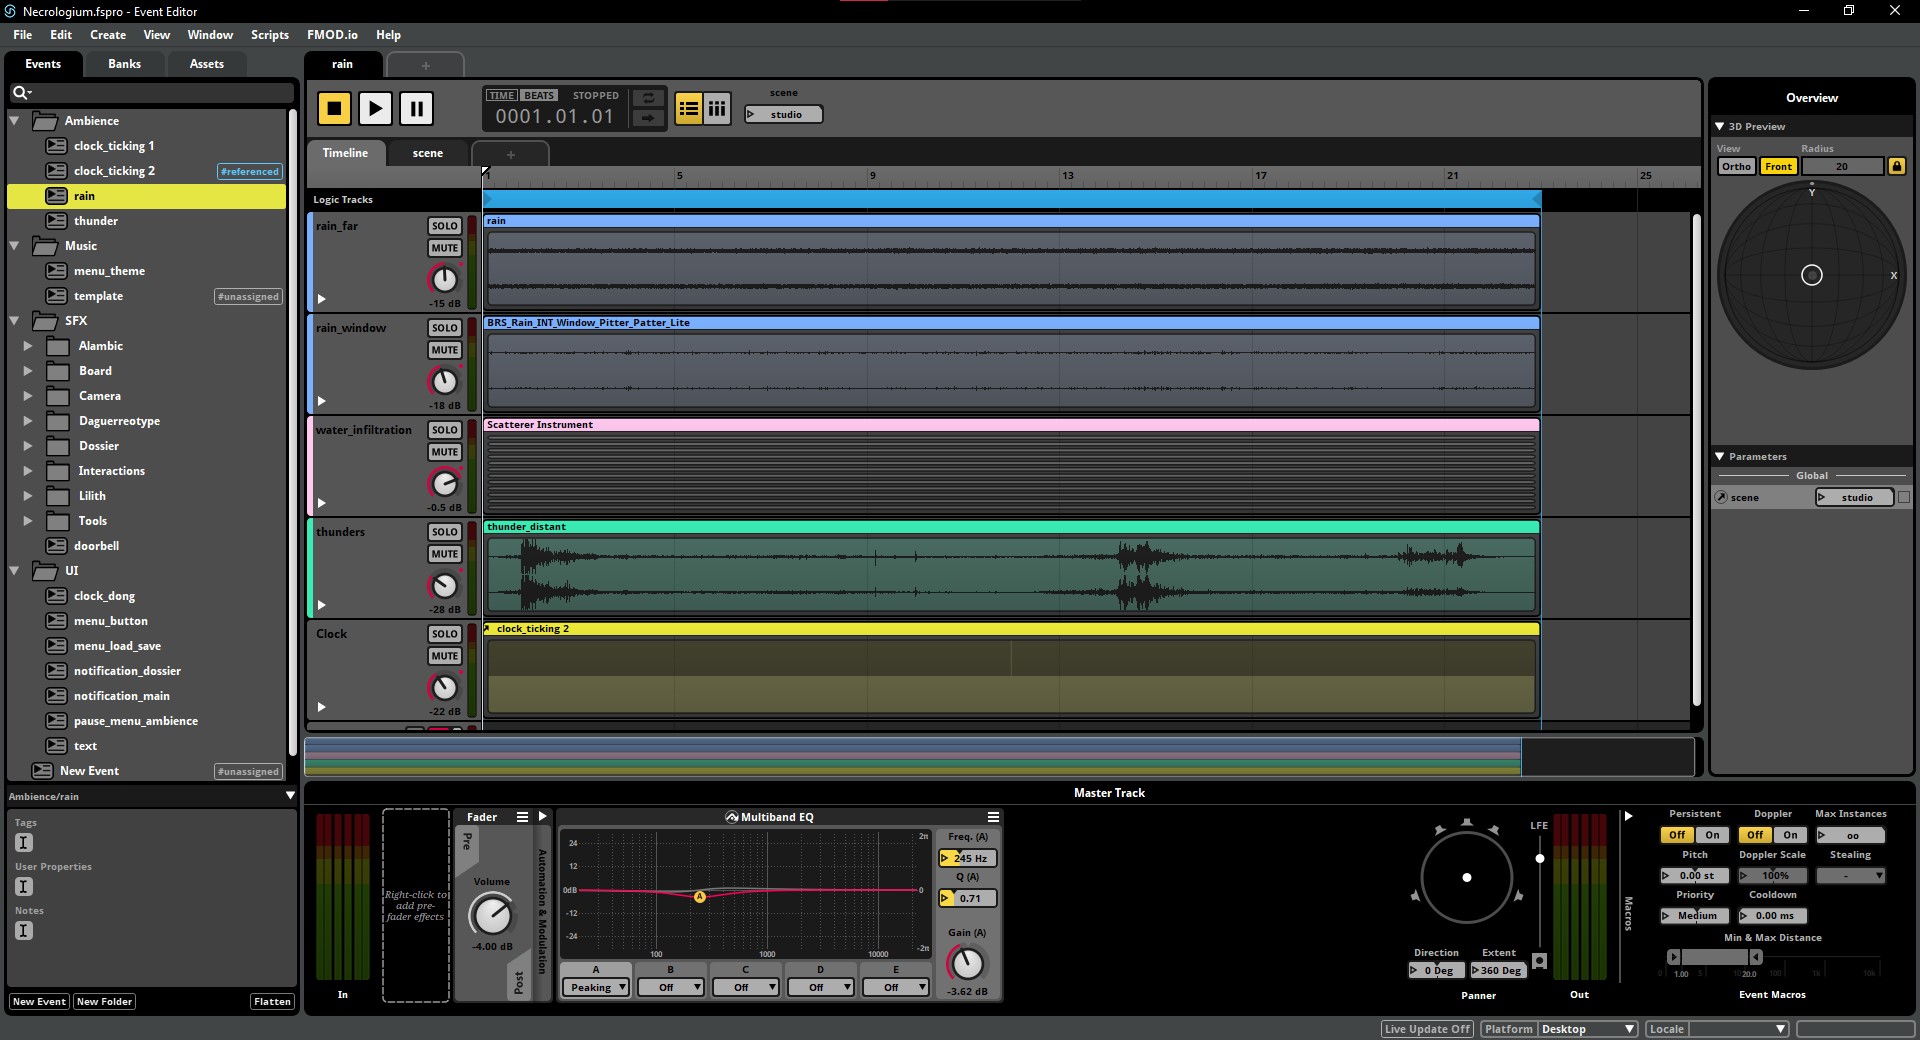 Necrologium.fspro - Event Editor
File Edit Create View Window Scripts FMOD.io Help
Events Banks Assets
Ambience
clock_ticking 1
clock_ticking 2 #referenced
rain
thunder
Music
menu_theme
template #unassigned
SFX
Alambic
Board
Camera
Daguerreotype
Dossier
Interactions
Lilith
Tools
doorbell
UI
clock_dong
menu_button
menu_load_save
notification_dossier
notification_main
pause_menu_ambience
text
New Event #unassigned
Ambience/rain
Tags
User Properties
Notes
New Event New Folder Flatten
rain +
TIME BEATS STOPPED
0001.01.01
scene
studio
Timeline scene +
1 5 9 13 17 21 25
Logic Tracks
rain_far SOLO
MUTE
-15 dB
rain
rain_window SOLO
MUTE
-18 dB
BRS_Rain_INT_Window_Pitter_Patter_Lite
water_infiltration SOLO
MUTE
-0.5 dB
Scatterer Instrument
thunders SOLO
MUTE
-28 dB
thunder_distant
Clock SOLO
MUTE
-22 dB
clock_ticking 2
Overview
3D Preview
View Radius
Ortho Front 20
Y
X
Parameters
Global
scene studio
Master Track
In
Right-click to
add pre-
fader effects
Fader
Pre
Volume
-4.00 dB
Post
Automation & Modulation
Multiband EQ
24
12
0dB
-12
-24
100 1000 10000
2π
0
-2π
A B C D E
Peaking Off Off Off Off
Freq. (A)
245 Hz
Q (A)
0.71
Gain (A)
-3.62 dB
LFE
Direction Extent
0 Deg 360 Deg
Panner
Out
Macros
Persistent Doppler Max Instances
Off On Off On oo
Pitch Doppler Scale Stealing
0.00 st 100% -
Priority Cooldown
Medium 0.00 ms
Min & Max Distance
0 1.00 5 20.0 100 1k 10k
Event Macros
Live Update Off Platform Desktop Locale